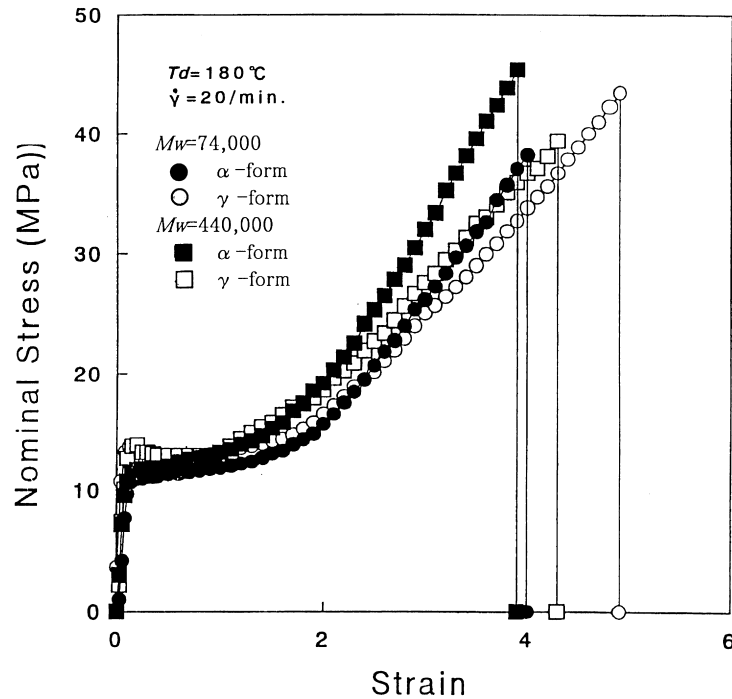 50
40
30
20
10
0
Nominal Stress (MPa)]
Td=180℃
γ̇=20/min.
Mw=74,000
α-form
γ-form
Mw=440,000
α-form
γ-form
0
2
4
6
Strain